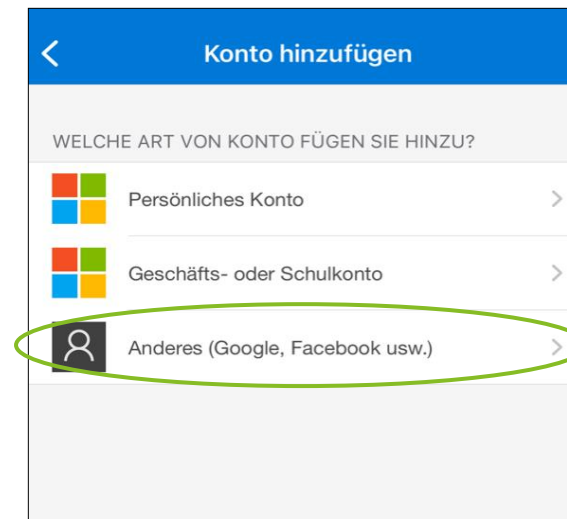 Konto hinzufügen
WELCHE ART VON KONTO FÜGEN SIE HINZU?
Persönliches Konto
Geschäfts- oder Schulkonto
Anderes (Google, Facebook usw.)